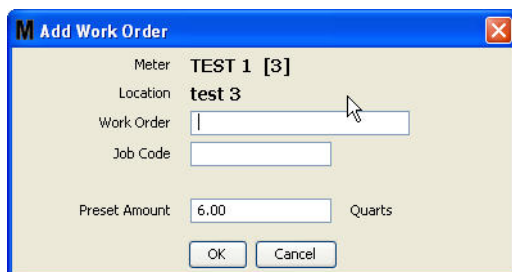 M Add Work Order
Meter TEST 1 [3]
Location test 3
Work Order
Job Code
Preset Amount 6.00 Quarts
OK Cancel